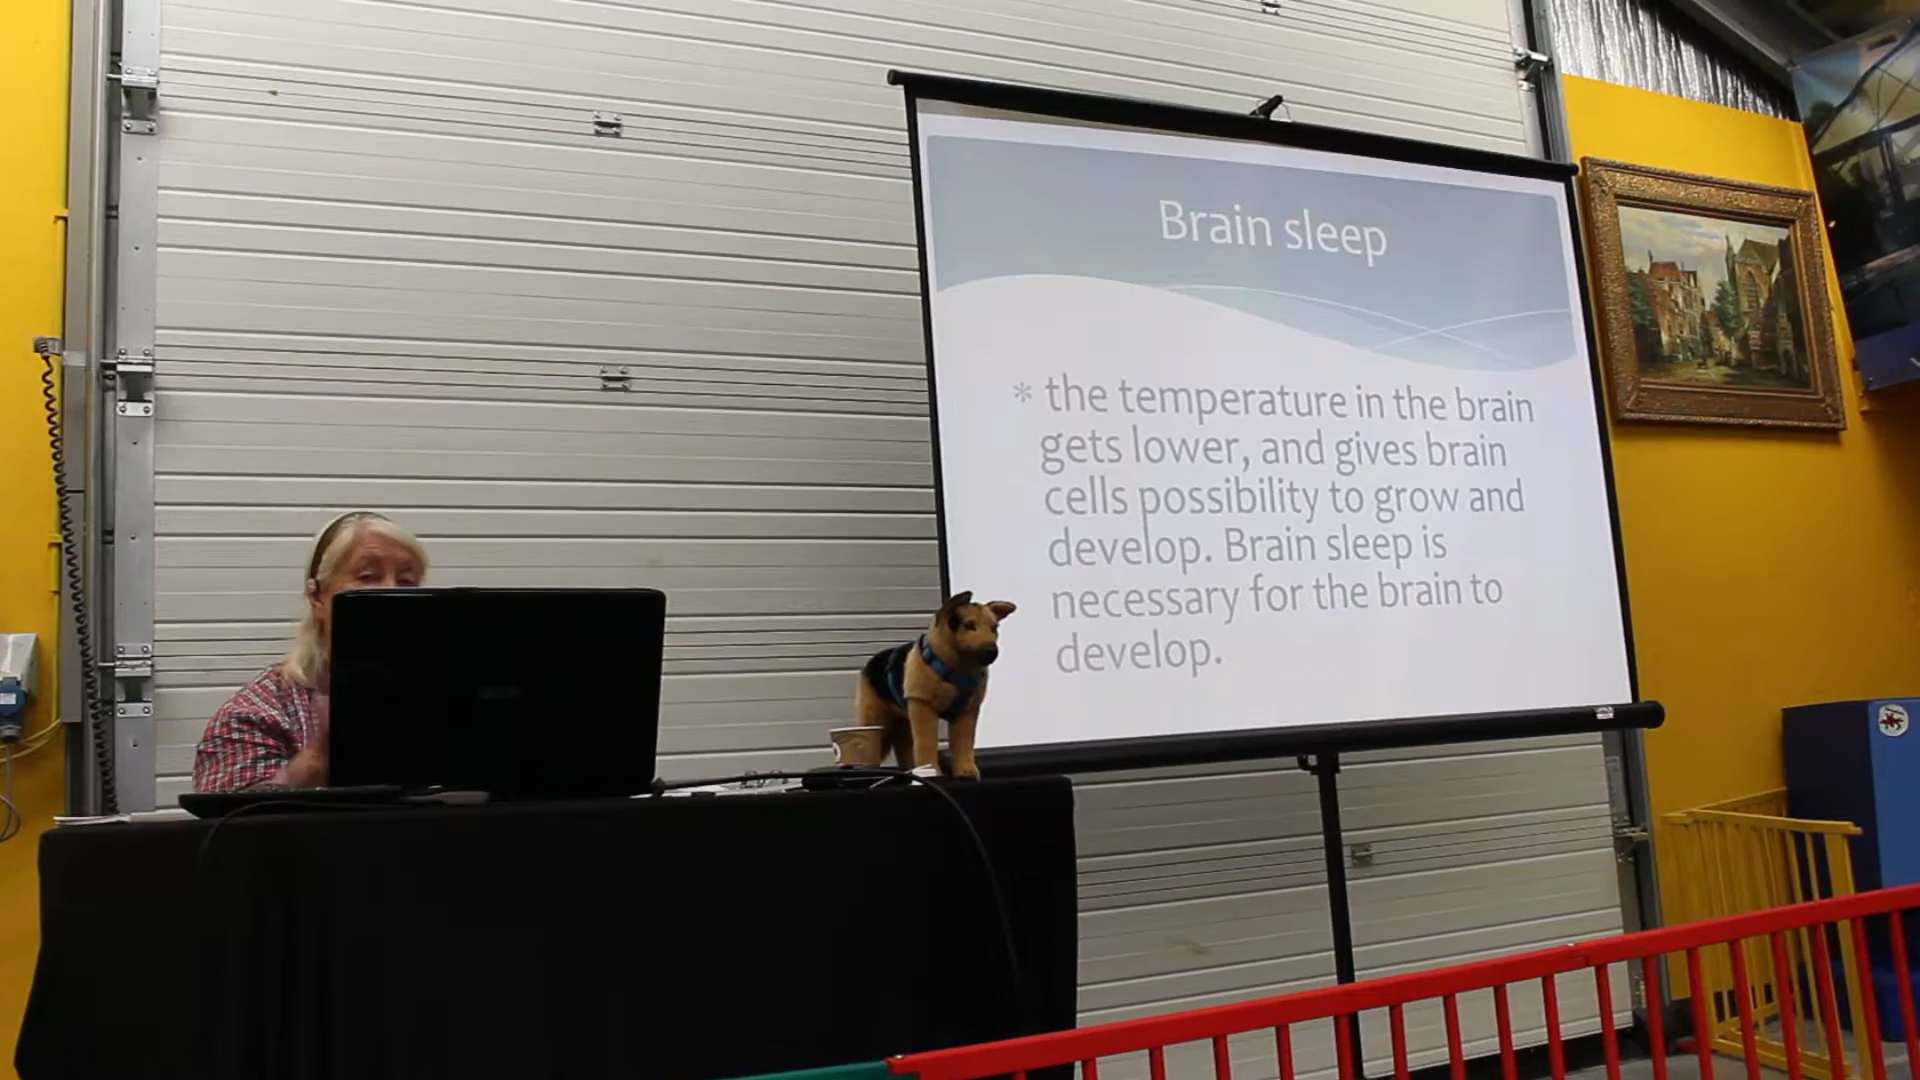 Brain sleep
* the temperature in the brain
gets lower, and gives brain
cells possibility to grow and
develop. Brain sleep is
necessary for the brain to
develop.